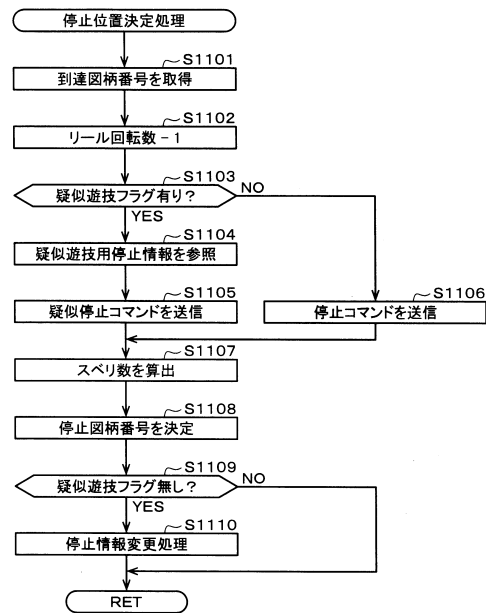 停止位置決定処理
S1101
到達図柄番号を取得
S1102
リール回転数－1
S1103
疑似遊技フラグ有り？
NO
YES
S1104
疑似遊技用停止情報を参照
S1105
疑似停止コマンドを送信
S1106
停止コマンドを送信
S1107
スベリ数を算出
S1108
停止図柄番号を決定
S1109
疑似遊技フラグ無し？
NO
YES
S1110
停止情報変更処理
RET